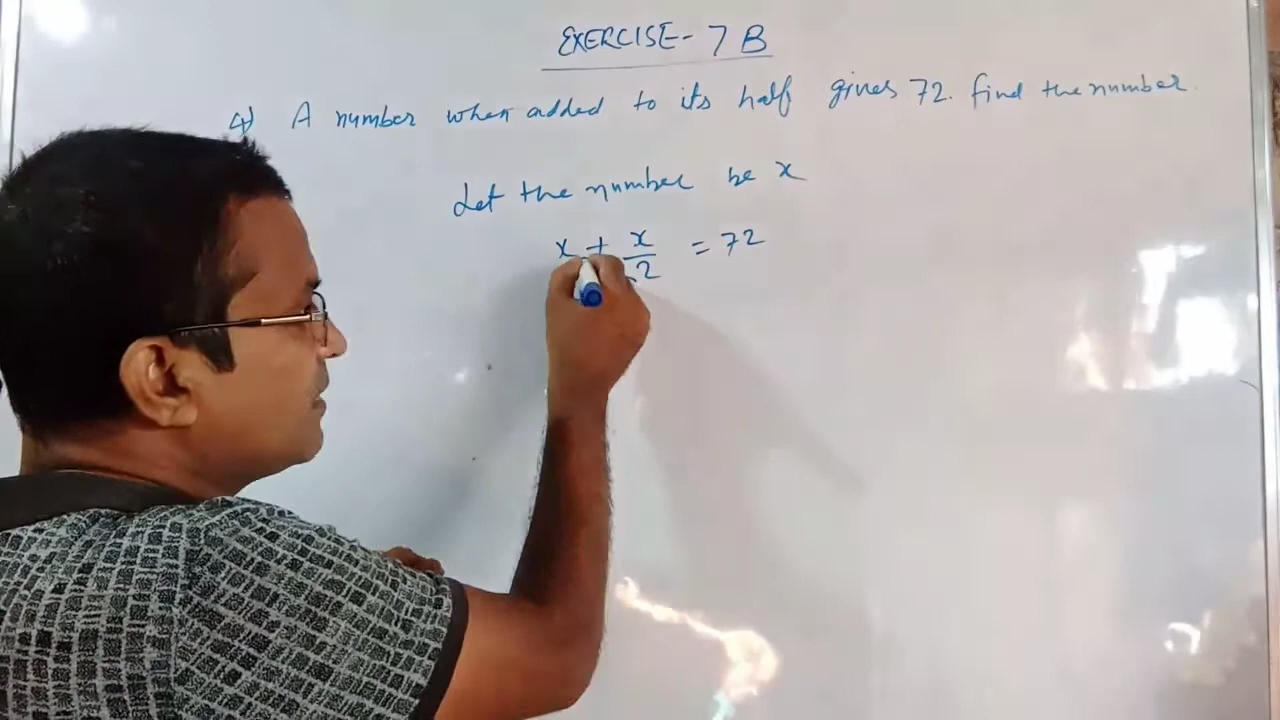 EXERCISE- 7 B
4) A number when added to its half gives 72. find the number.
Let the number be x
x + x/2 = 72